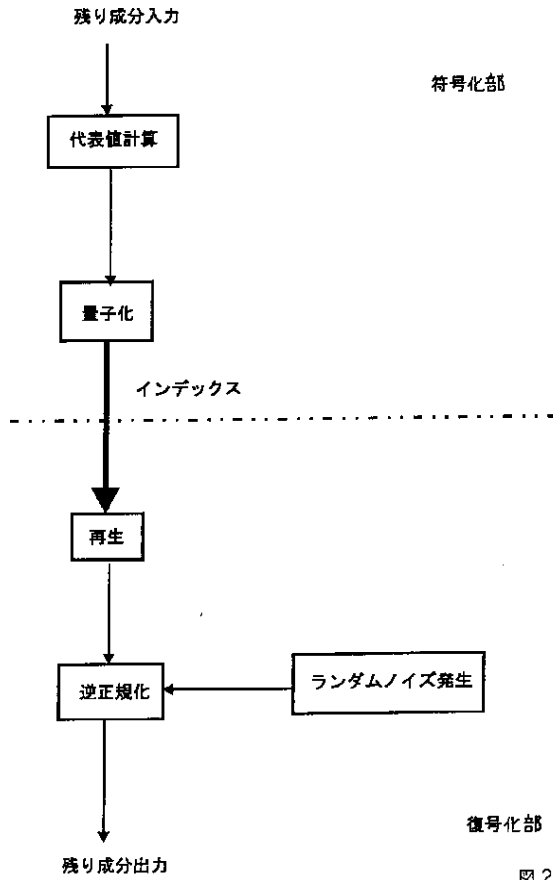 残り成分入力
符号化部
代表値計算
量子化
インデックス
再生
逆正規化
ランダムノイズ発生
復号化部
残り成分出力
図2